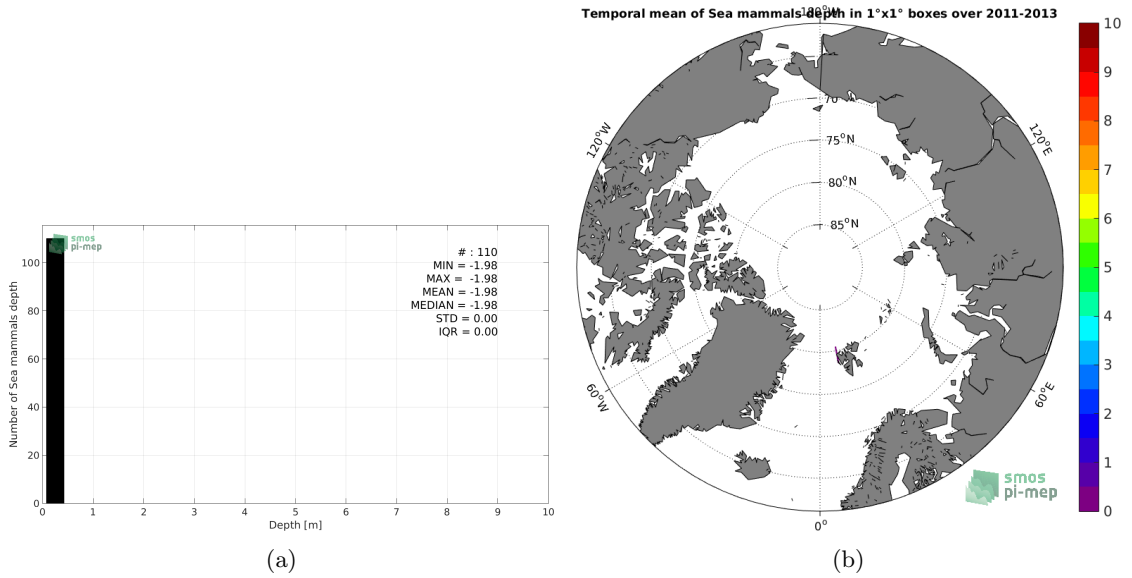 Temporal mean of Sea mammals depth in 1°x1° boxes over 2011-2013
180°W
120°W
120°E
60°W
60°E
0°
70
75°N
80°N
85°N
10
9
8
7
6
5
4
3
2
1
0
smos
pi-mep
smos
pi-mep
# : 110
MIN = -1.98
MAX = -1.98
MEAN = -1.98
MEDIAN = -1.98
STD = 0.00
IQR = 0.00
Number of Sea mammals depth
100
80
60
40
20
0
0 1 2 3 4 5 6 7 8 9 10
Depth [m]
(a)
(b)